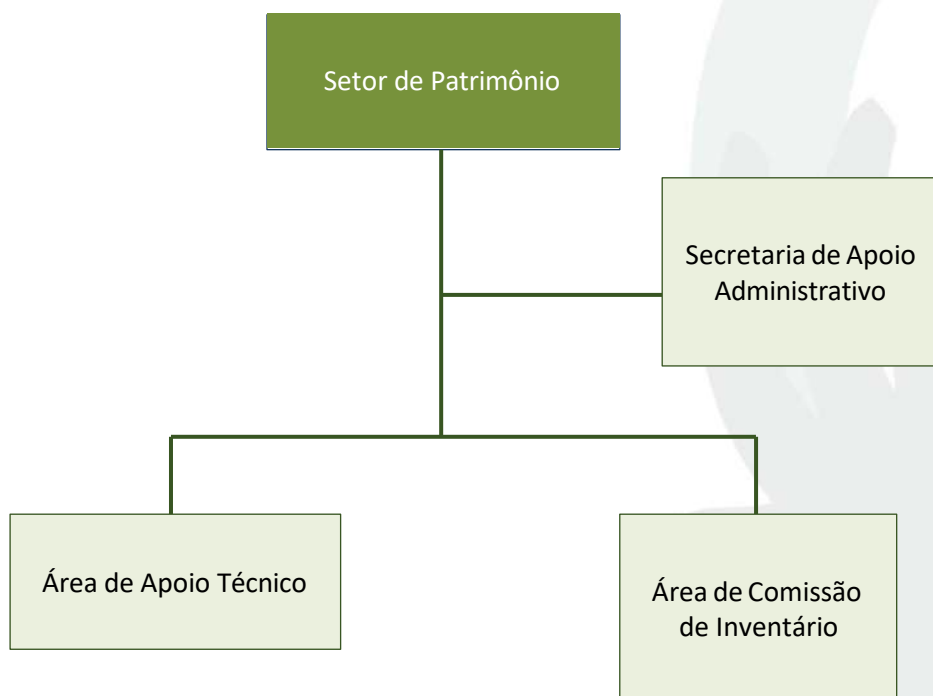 Setor de Patrimônio
Secretaria de Apoio
Administrativo
Área de Apoio Técnico
Área de Comissão
de Inventário